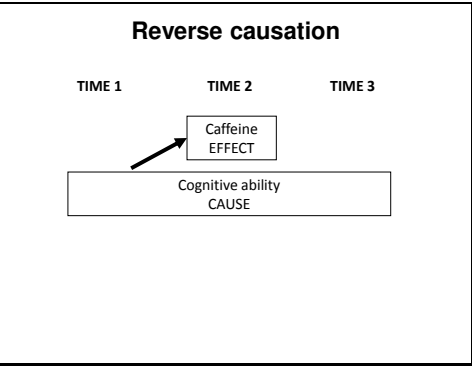 Reverse causation
TIME 1 TIME 2 TIME 3
Caffeine
EFFECT
Cognitive ability
CAUSE